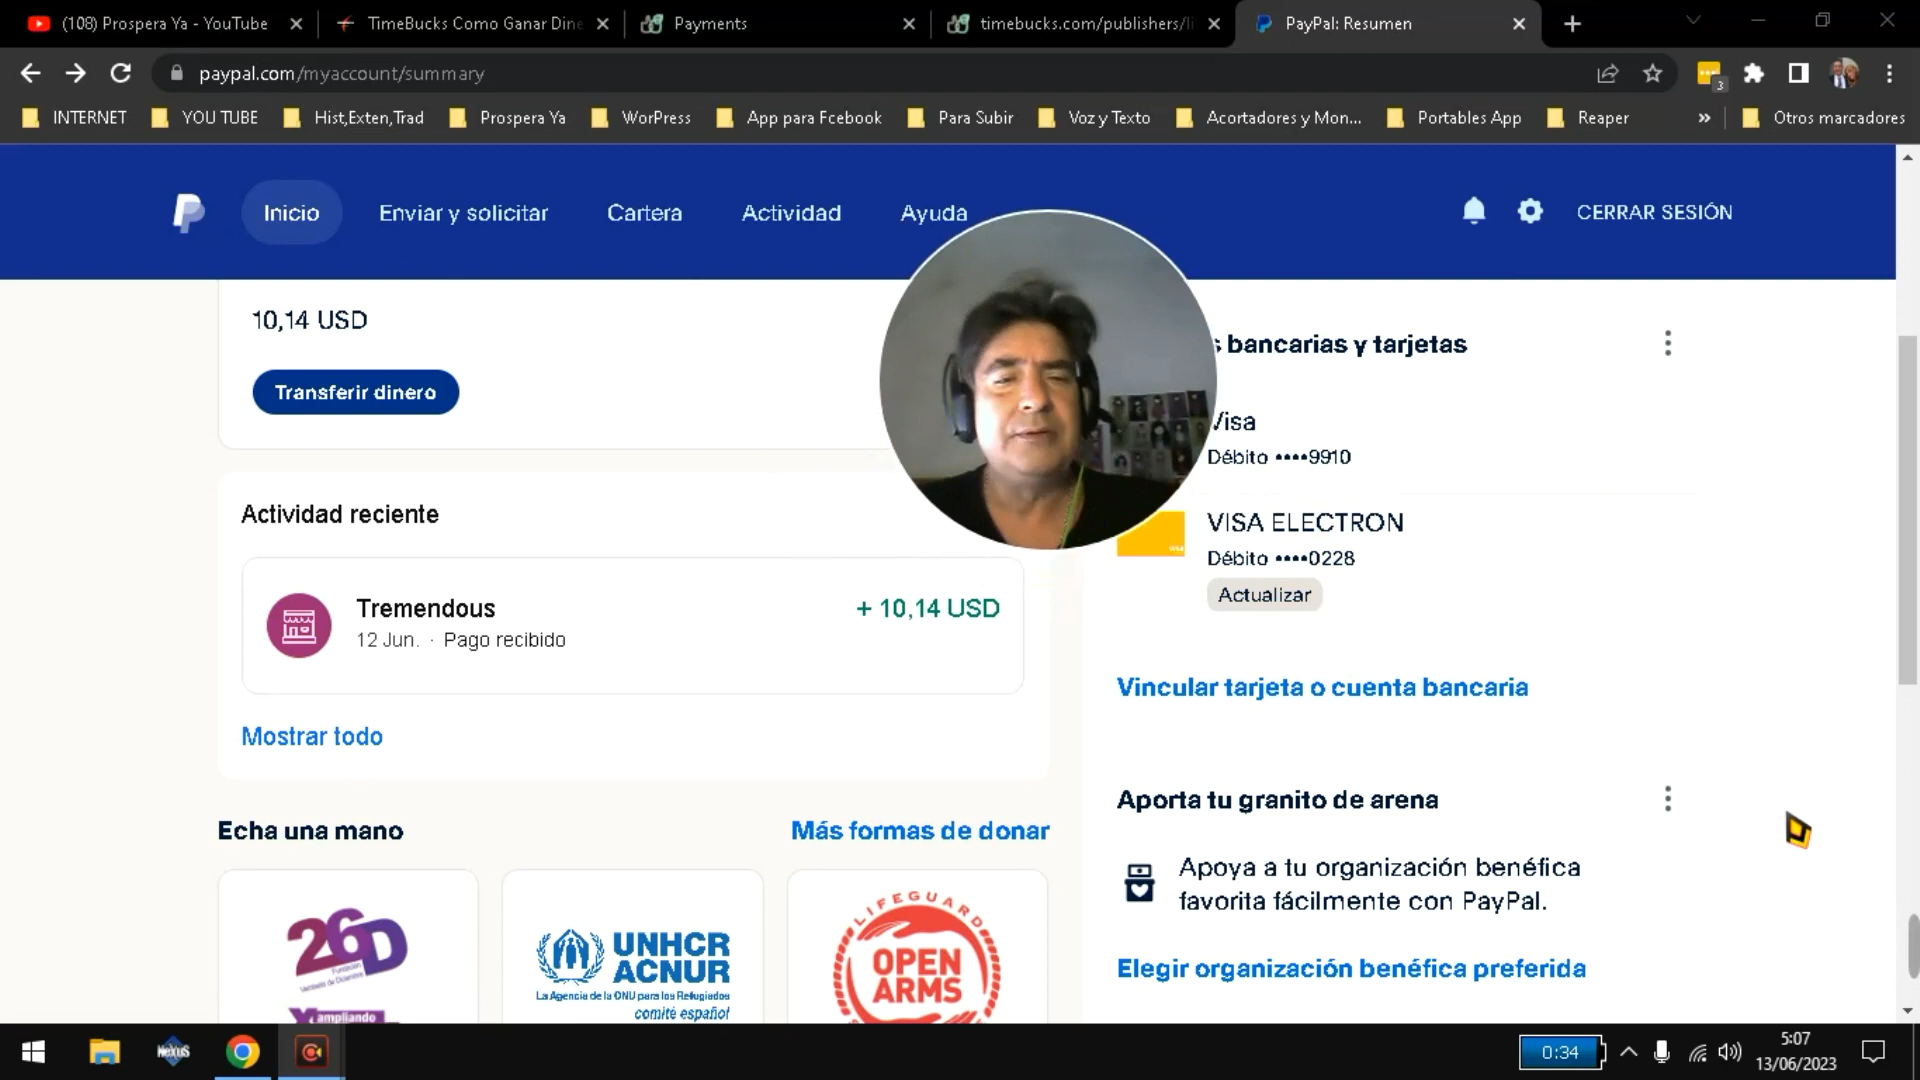 (108) Prospera Ya - YouTube
TimeBucks Como Ganar Dine
Payments
timebucks.com/publishers/li
PayPal: Resumen
paypal.com/myaccount/summary
3
INTERNET
YOU TUBE
Hist,Exten,Trad
Prospera Ya
WorPress
App para Fcebook
Para Subir
Voz y Texto
Acortadores y Mon...
Portables App
Reaper
»
Otros marcadores
Inicio
Enviar y solicitar
Cartera
Actividad
Ayuda
CERRAR SESIÓN
10,14 USD
Transferir dinero
s bancarias y tarjetas
Visa
Débito ••••9910
VISA ELECTRON
Débito ••••0228
Actualizar
Actividad reciente
Tremendous
+ 10,14 USD
12 Jun. · Pago recibido
Mostrar todo
Vincular tarjeta o cuenta bancaria
Echa una mano
Más formas de donar
Aporta tu granito de arena
Apoya a tu organización benéfica
favorita fácilmente con PayPal.
Elegir organización benéfica preferida
26D
ampliando
UNHCR
ACNUR
La Agencia de la ONU para los Refugiados
comité español
LIFEGUARD
OPEN
ARMS
NexuS
0:34
5:07
13/06/2023